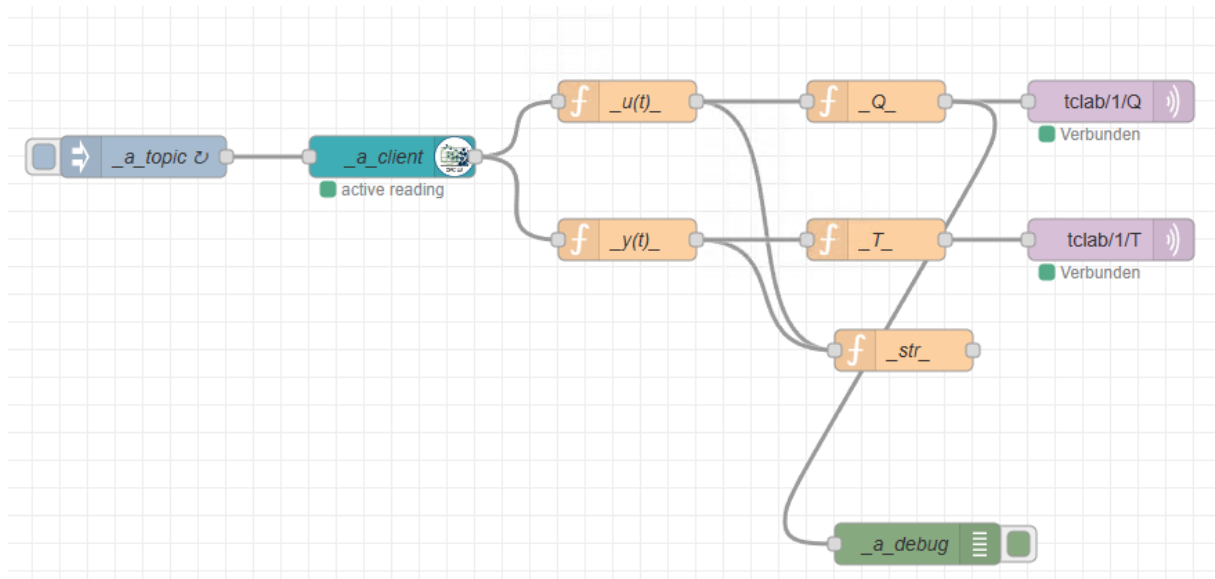 _a_topic ↻
_a_client
active reading
_u(t)_
_Q_
tclab/1/Q
Verbunden
_y(t)_
_T_
tclab/1/T
Verbunden
_str_
_a_debug